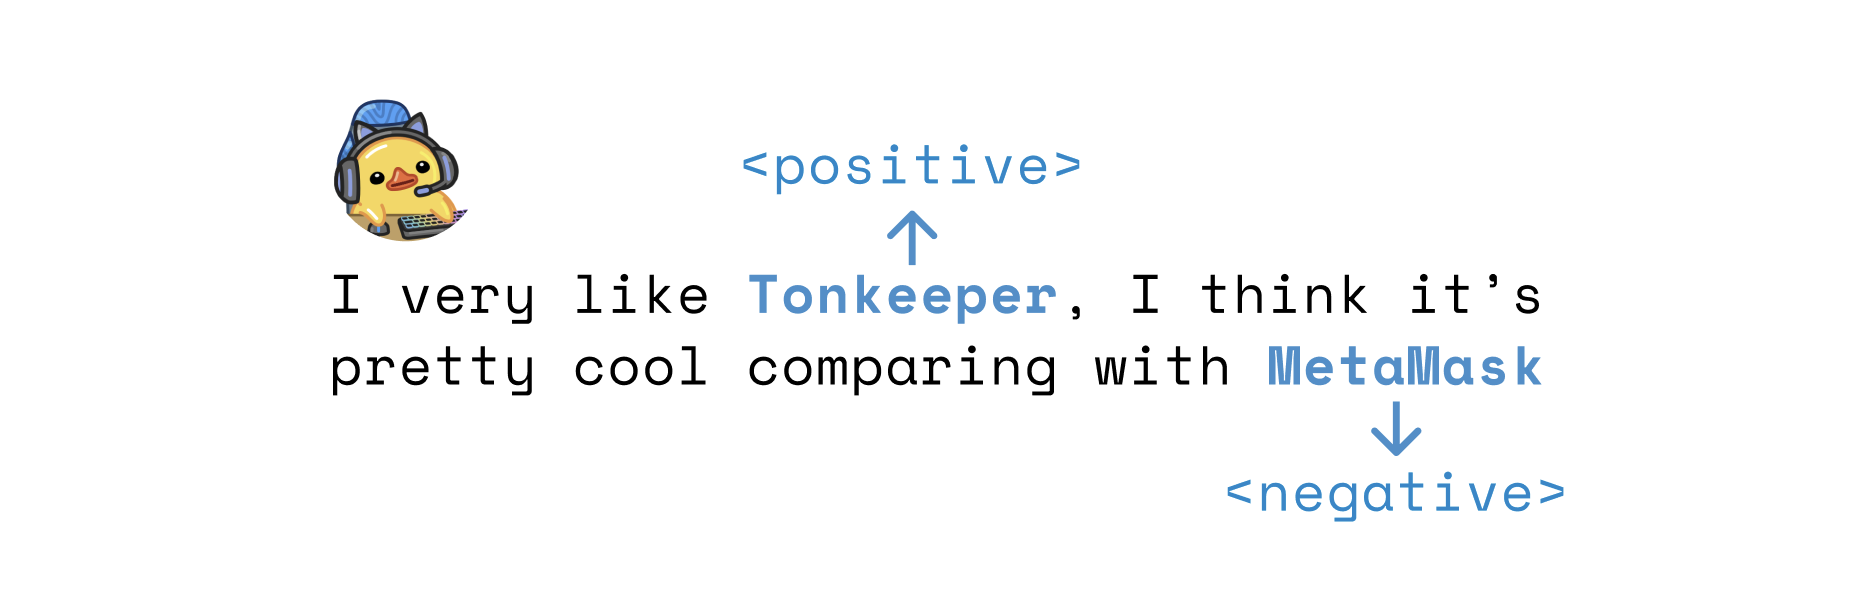 <positive>
I very like Tonkeeper, I think it’s
pretty cool comparing with MetaMask
<negative>